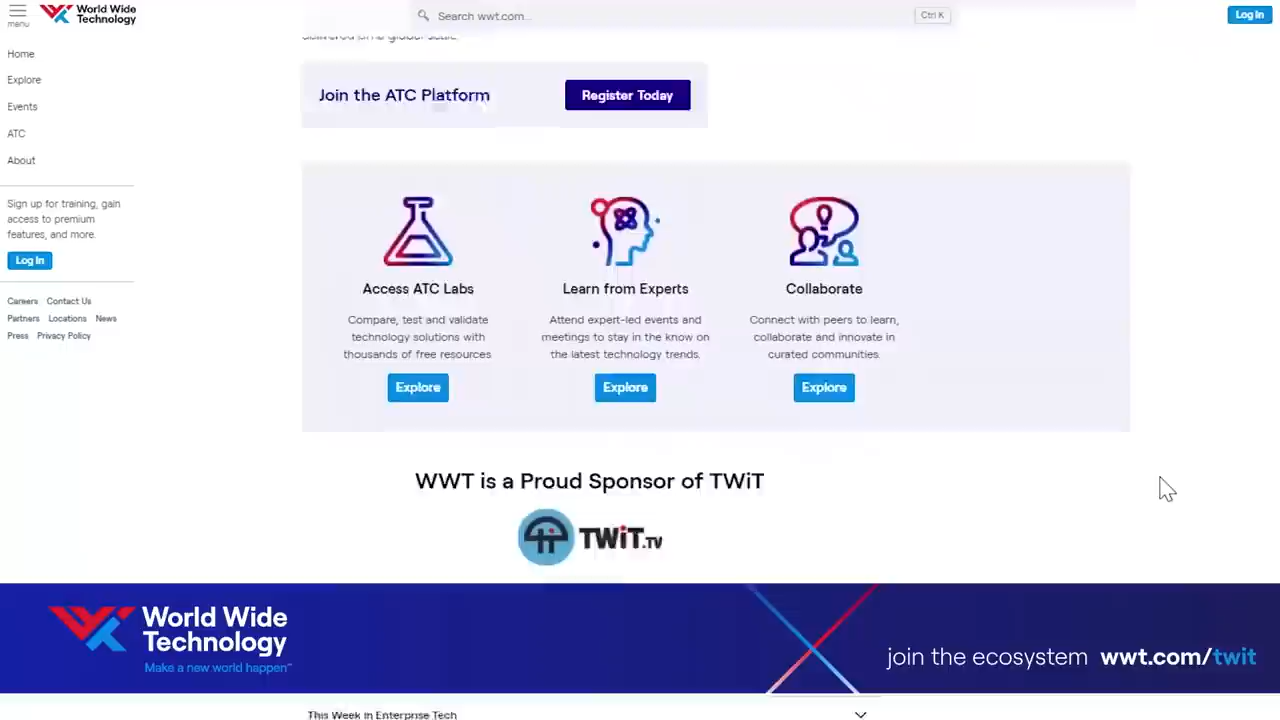 menu
World Wide
Technology
Search wwt.com...
Ctrl K
Log In
Home
Explore
Events
ATC
About
Sign up for training, gain
access to premium
features, and more.
Log In
Careers Contact Us
Partners Locations News
Press Privacy Policy
Join the ATC Platform
Register Today
Access ATC Labs
Compare, test and validate
technology solutions with
thousands of free resources.
Explore
Learn from Experts
Attend expert-led events and
meetings to stay in the know on
the latest technology trends.
Explore
Collaborate
Connect with peers to learn,
collaborate and innovate in
curated communities.
Explore
WWT is a Proud Sponsor of TWiT
TWiT.TV
World Wide
Technology
Make a new world happen™
join the ecosystem wwt.com/twit
This Week in Enterprise Tech